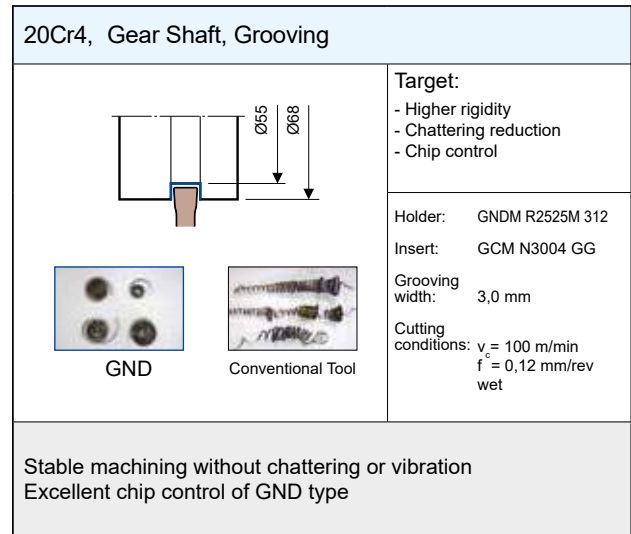 20Cr4, Gear Shaft, Grooving
Ø55
Ø68
GND
Conventional Tool
Target:
- Higher rigidity
- Chattering reduction
- Chip control
Holder: GNDM R2525M 312
Insert: GCM N3004 GG
Grooving
width: 3,0 mm
Cutting
conditions: vc = 100 m/min
f = 0,12 mm/rev
wet
Stable machining without chattering or vibration
Excellent chip control of GND type